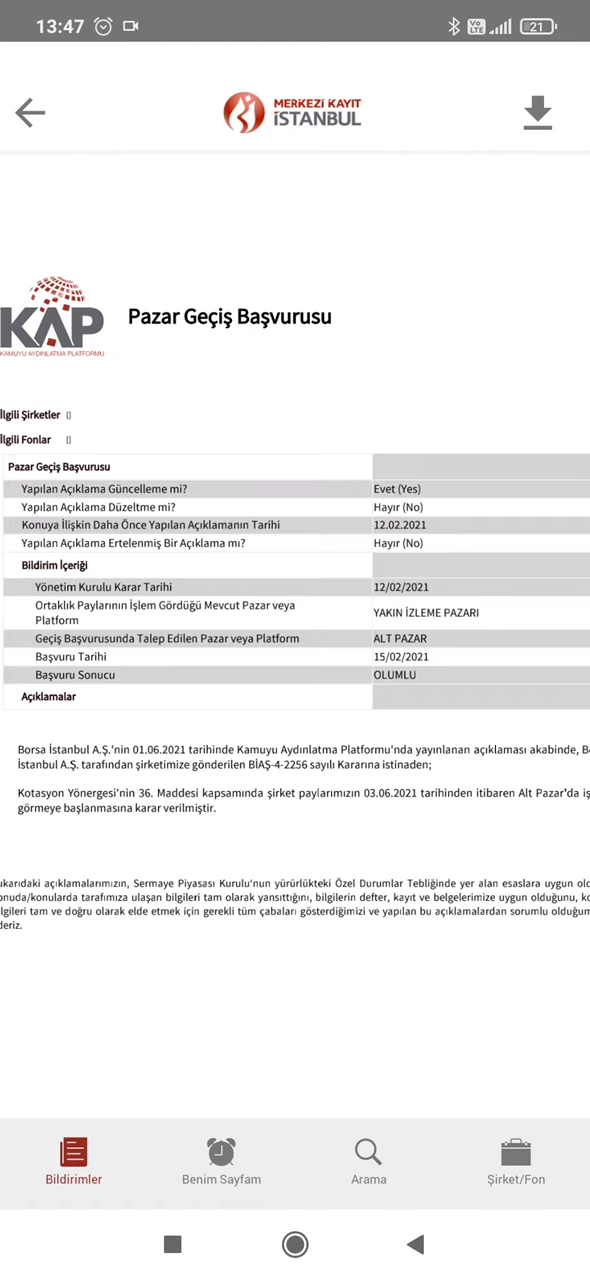 13:47
Vo LTE
21
MERKEZİ KAYIT
İSTANBUL
KAP
KAMUYU AYDINLATMA PLATFORMU
Pazar Geçiş Başvurusu
İlgili Şirketler []
İlgili Fonlar []
Pazar Geçiş Başvurusu
Yapılan Açıklama Güncelleme mi? Evet (Yes)
Yapılan Açıklama Düzeltme mi? Hayır (No)
Konuya İlişkin Daha Önce Yapılan Açıklamanın Tarihi 12.02.2021
Yapılan Açıklama Ertelenmiş Bir Açıklama mı? Hayır (No)
Bildirim İçeriği
Yönetim Kurulu Karar Tarihi 12/02/2021
Ortaklık Paylarının İşlem Gördüğü Mevcut Pazar veya
Platform
YAKIN İZLEME PAZARI
Geçiş Başvurusunda Talep Edilen Pazar veya Platform ALT PAZAR
Başvuru Tarihi 15/02/2021
Başvuru Sonucu OLUMLU
Açıklamalar
Borsa İstanbul A.Ş.'nin 01.06.2021 tarihinde Kamuyu Aydınlatma Platformu'nda yayınlanan açıklaması akabinde,
İstanbul A.Ş. tarafından şirketimize gönderilen BİAŞ-4-2256 sayılı Kararına istinaden;
Kotasyon Yönergesi'nin 36. Maddesi kapsamında şirket paylarımızın 03.06.2021 tarihinden itibaren Alt Pazar'da iş
görmeye başlanmasına karar verilmiştir.
ukarıdaki açıklamalarımızın, Sermaye Piyasası Kurulu'nun yürürlükteki Özel Durumlar Tebliğinde yer alan esaslara uygun old
onuda/konularda tarafımıza ulaşan bilgileri tam olarak yansıttığını, bilgilerin defter, kayıt ve belgelerimize uygun olduğunu, ko
lgileri tam ve doğru olarak elde etmek için gerekli tüm çabaları gösterdiğimizi ve yapılan bu açıklamalardan sorumlu olduğum
deriz.
Bildirimler
Benim Sayfam
Arama
Şirket/Fon